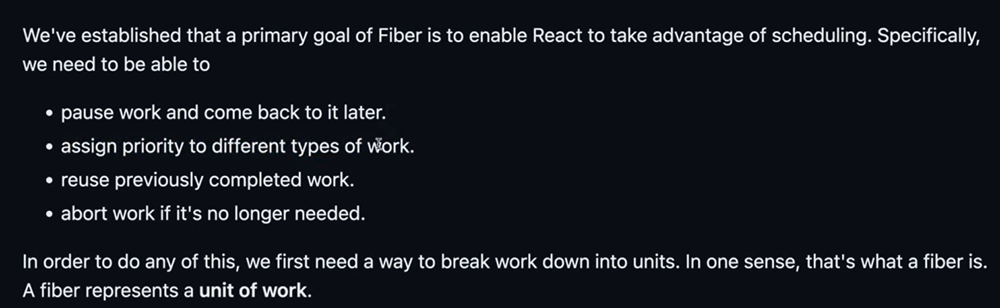 We've established that a primary goal of Fiber is to enable React to take advantage of scheduling. Specifically,
we need to be able to
• pause work and come back to it later.
• assign priority to different types of work.
• reuse previously completed work.
• abort work if it's no longer needed.
In order to do any of this, we first need a way to break work down into units. In one sense, that's what a fiber is.
A fiber represents a unit of work.